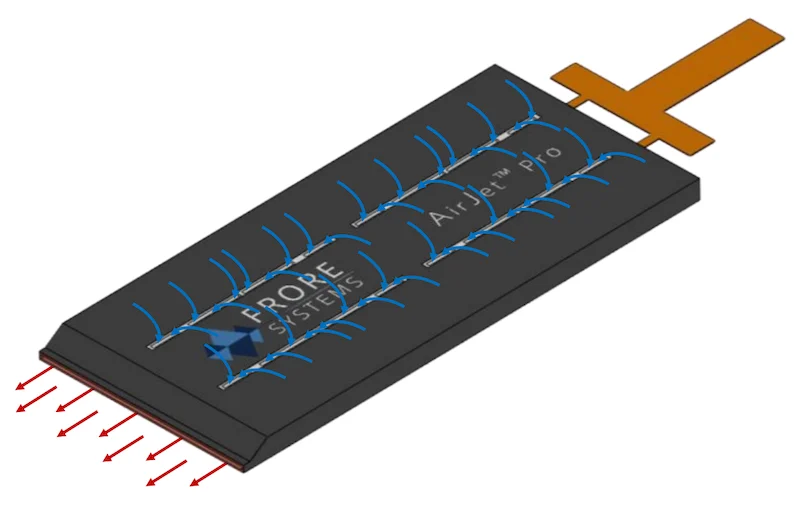 FRORE
SYSTEMS
AirJet™ Pro